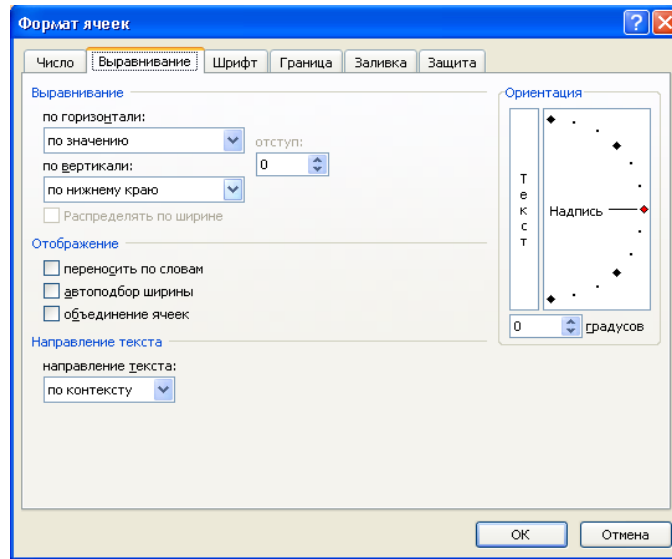 Формат ячеек
Число Выравнивание Шрифт Граница Заливка Защита
Выравнивание
по горизонтали:
по значению
отступ:
по вертикали:
0
по нижнему краю
Распределять по ширине
Отображение
переносить по словам
автоподбор ширины
объединение ячеек
Направление текста
направление текста:
по контексту
Ориентация
Текст
Надпись
0 градусов
ОК Отмена